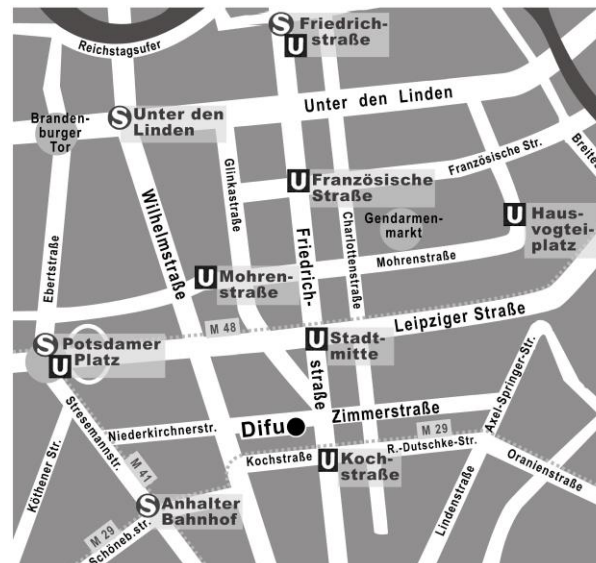 S Friedrich-
U straße
Reichstagsufer
Branden-
burger
Tor
S Unter den
Linden
Unter den Linden
Französische Str.
Breites
Glinkastraße
U Französische
Straße
Wilhelmstraße
Friedrich-
Charlottenstraße
Gendarmen-
markt
U Haus-
vogtei-
platz
Mohrenstraße
Ebertstraße
U Mohren-
straße
M 48
Leipziger Straße
S Potsdamer
U Platz
U Stadt-
mitte
straße
Axel-Springer-Str.
Stresemannstr.
Niederkirchnerstr.
Difu
Zimmerstraße
M 29
Kochstraße
U Koch-
straße
R.-Dutschke-Str.
Oranienstraße
Köthener Str.
M 41
S Anhalter
Bahnhof
Lindenstraße
M 29
Schöneb.str.